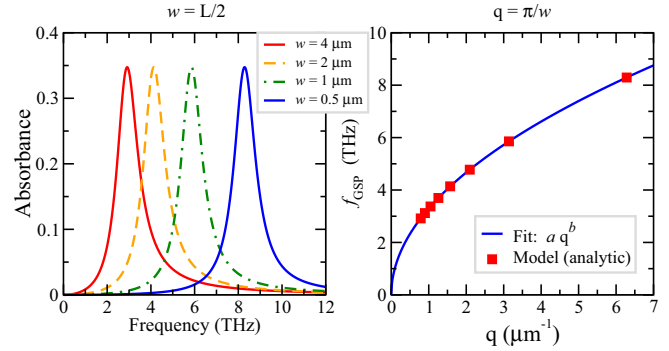 w = L/2
0.4
0.3
0.2
0.1
0
Absorbance
w = 4 μm
w = 2 μm
w = 1 μm
w = 0.5 μm
0 2 4 6 8 10 12
Frequency (THz)
q = π/w
10
8
6
4
2
0
f_GSP (THz)
Fit: a q^b
Model (analytic)
0 1 2 3 4 5 6 7
q (μm⁻¹)